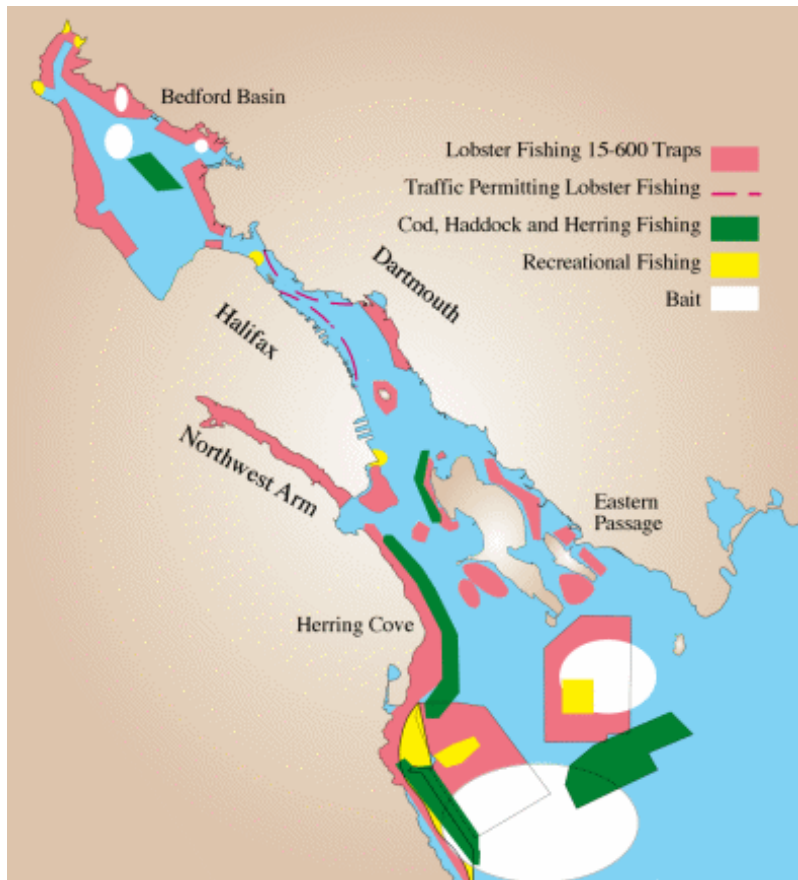 Bedford Basin
Lobster Fishing 15-600 Traps
Traffic Permitting Lobster Fishing
Cod, Haddock and Herring Fishing
Recreational Fishing
Bait
Dartmouth
Halifax
Northwest Arm
Eastern
Passage
Herring Cove